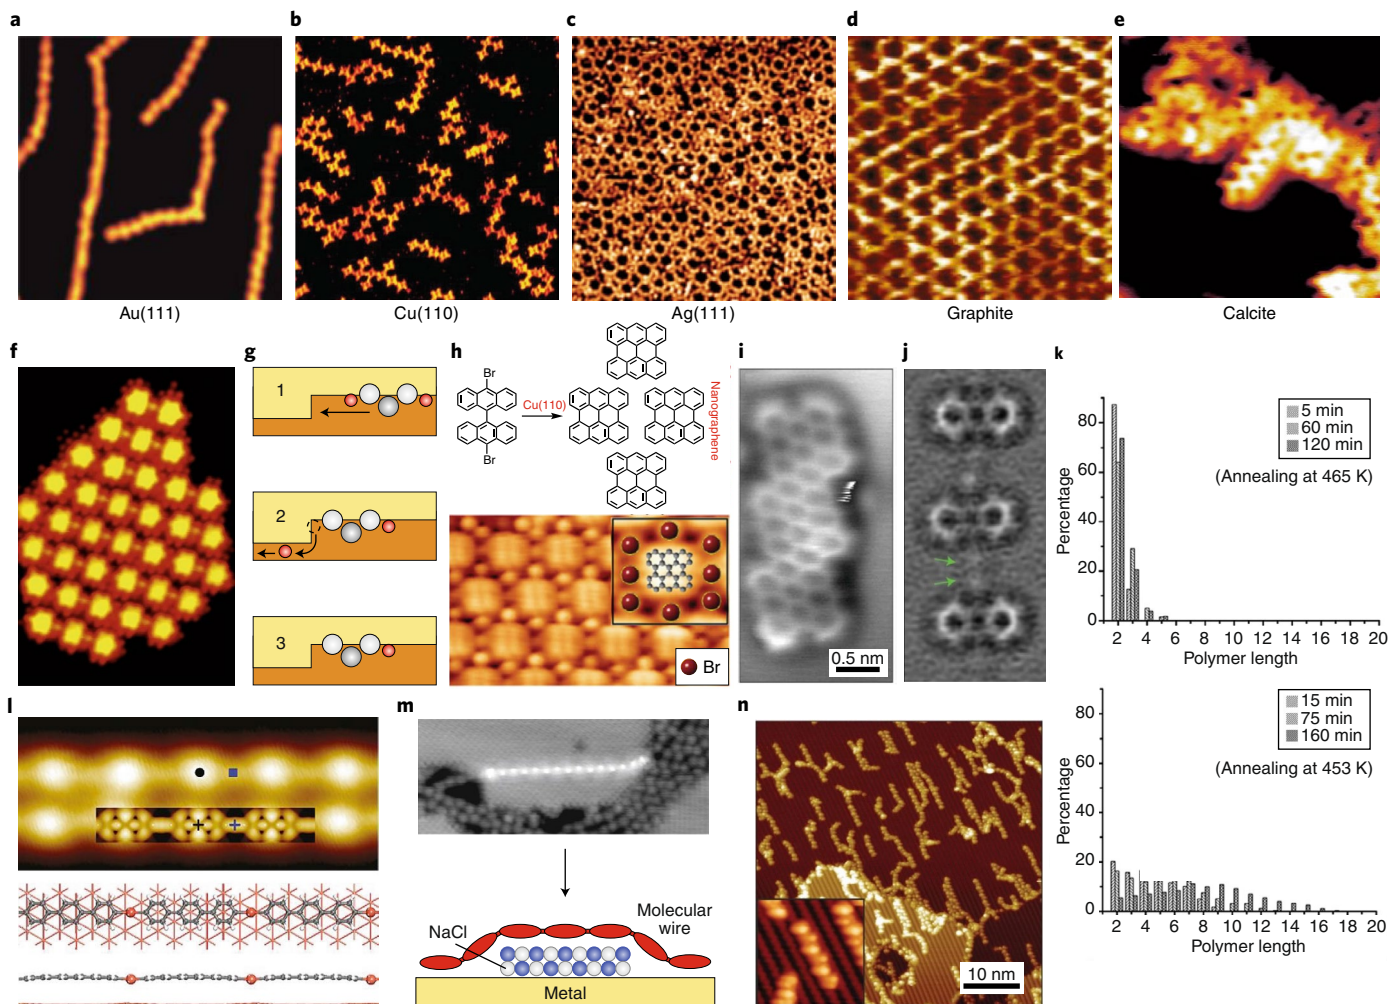 a
b
c
d
e
Au(111)
Cu(110)
Ag(111)
Graphite
Calcite
f
g
1
2
3
h
Br
Br
Cu(110)
Nanographene
Br
i
0.5 nm
j
k
Percentage
80
60
40
20
0
5 min
60 min
120 min
(Annealing at 465 K)
2 4 6 8 10 12 14 16 18 20
Polymer length
Percentage
80
60
40
20
0
15 min
75 min
160 min
(Annealing at 453 K)
2 4 6 8 10 12 14 16 18 20
Polymer length
l
m
NaCl
Molecular
wire
Metal
n
10 nm